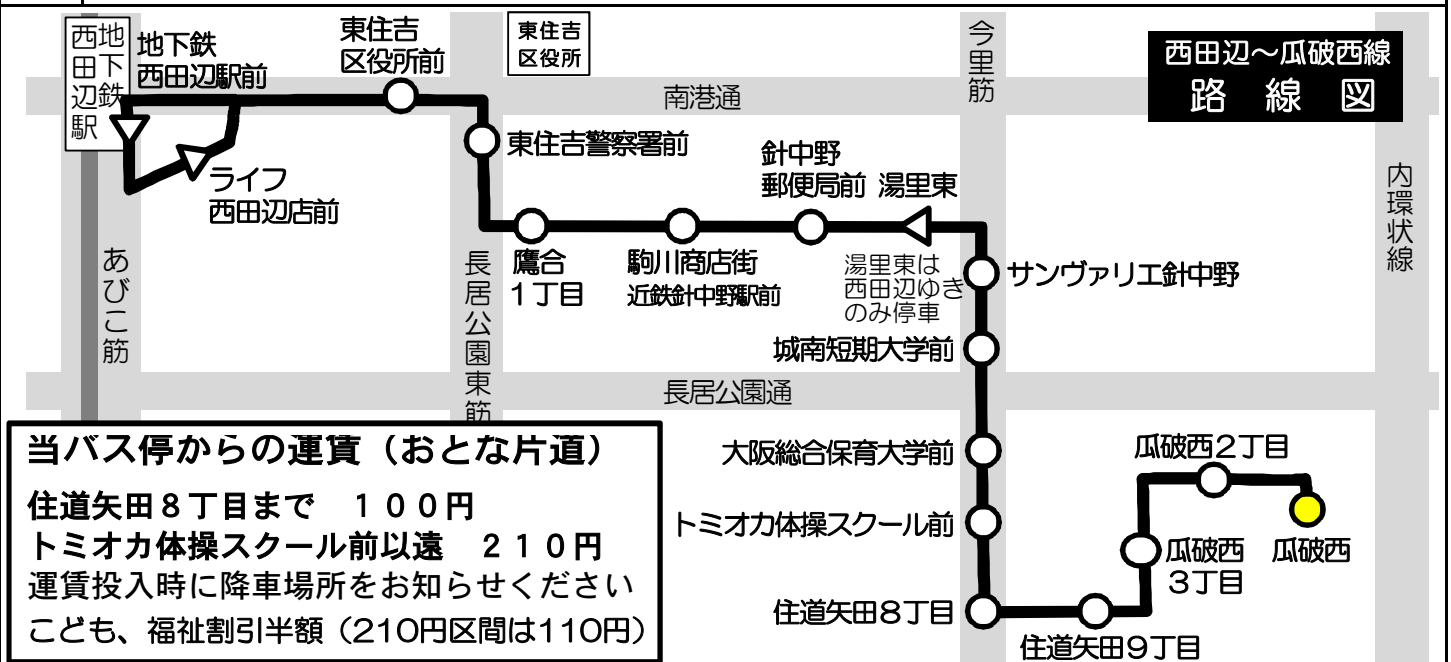 地下鉄
西田辺駅
地下鉄
西田辺駅前
東住吉
区役所前
東住吉
区役所
今里筋
西田辺～瓜破西線
路線図
南港通
東住吉警察署前
針中野
郵便局前
湯里東
ライフ
西田辺店前
内環状線
あびこ筋
長居公園東筋
鷹合
1丁目
駒川商店街
近鉄針中野駅前
湯里東は
西田辺ゆき
のみ停車
サンヴァリエ針中野
城南短期大学前
長居公園通
当バス停からの運賃（おとな片道）
住道矢田８丁目まで　１００円
トミオカ体操スクール前以遠　２１０円
運賃投入時に降車場所をお知らせください
こども、福祉割引半額（210円区間は110円）
大阪総合保育大学前
トミオカ体操スクール前
住道矢田８丁目
住道矢田９丁目
瓜破西２丁目
瓜破西
３丁目
瓜破西